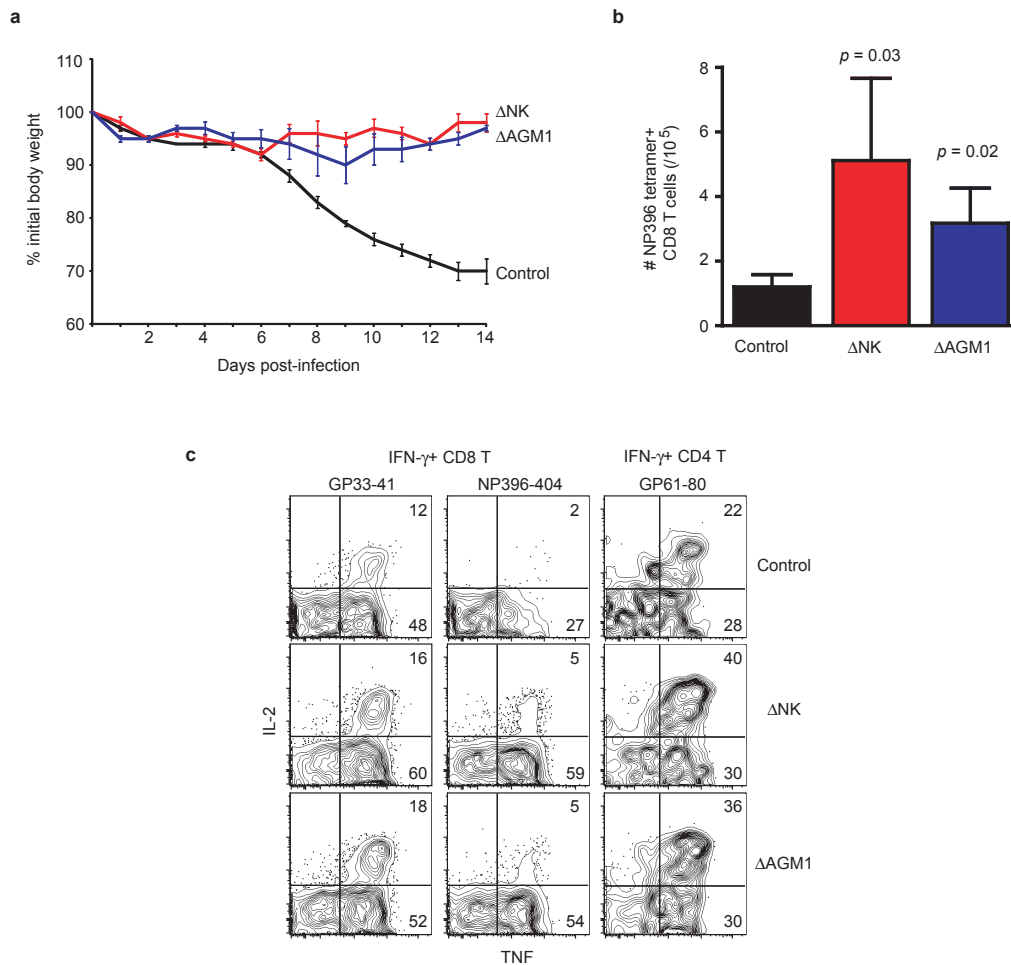 a
110
100
90
80
70
60
% initial body weight
2
4
6
8
10
12
14
Days post-infection
ΔNK
ΔAGM1
Control
b
8
6
4
2
0
# NP396 tetramer+
CD8 T cells (/10⁵)
p = 0.03
p = 0.02
Control
ΔNK
ΔAGM1
c
IFN-γ+ CD8 T
IFN-γ+ CD4 T
GP33-41
NP396-404
GP61-80
12
48
2
27
22
28
Control
16
60
5
59
40
30
ΔNK
18
52
5
54
36
30
ΔAGM1
IL-2
TNF